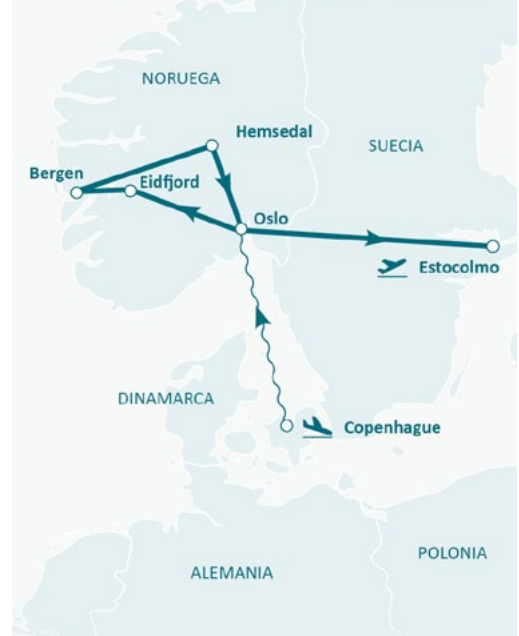 NORUEGA
Hemsedal
SUECIA
Bergen
Eidfjord
Oslo
Estocolmo
DINAMARCA
Copenhague
POLONIA
ALEMANIA